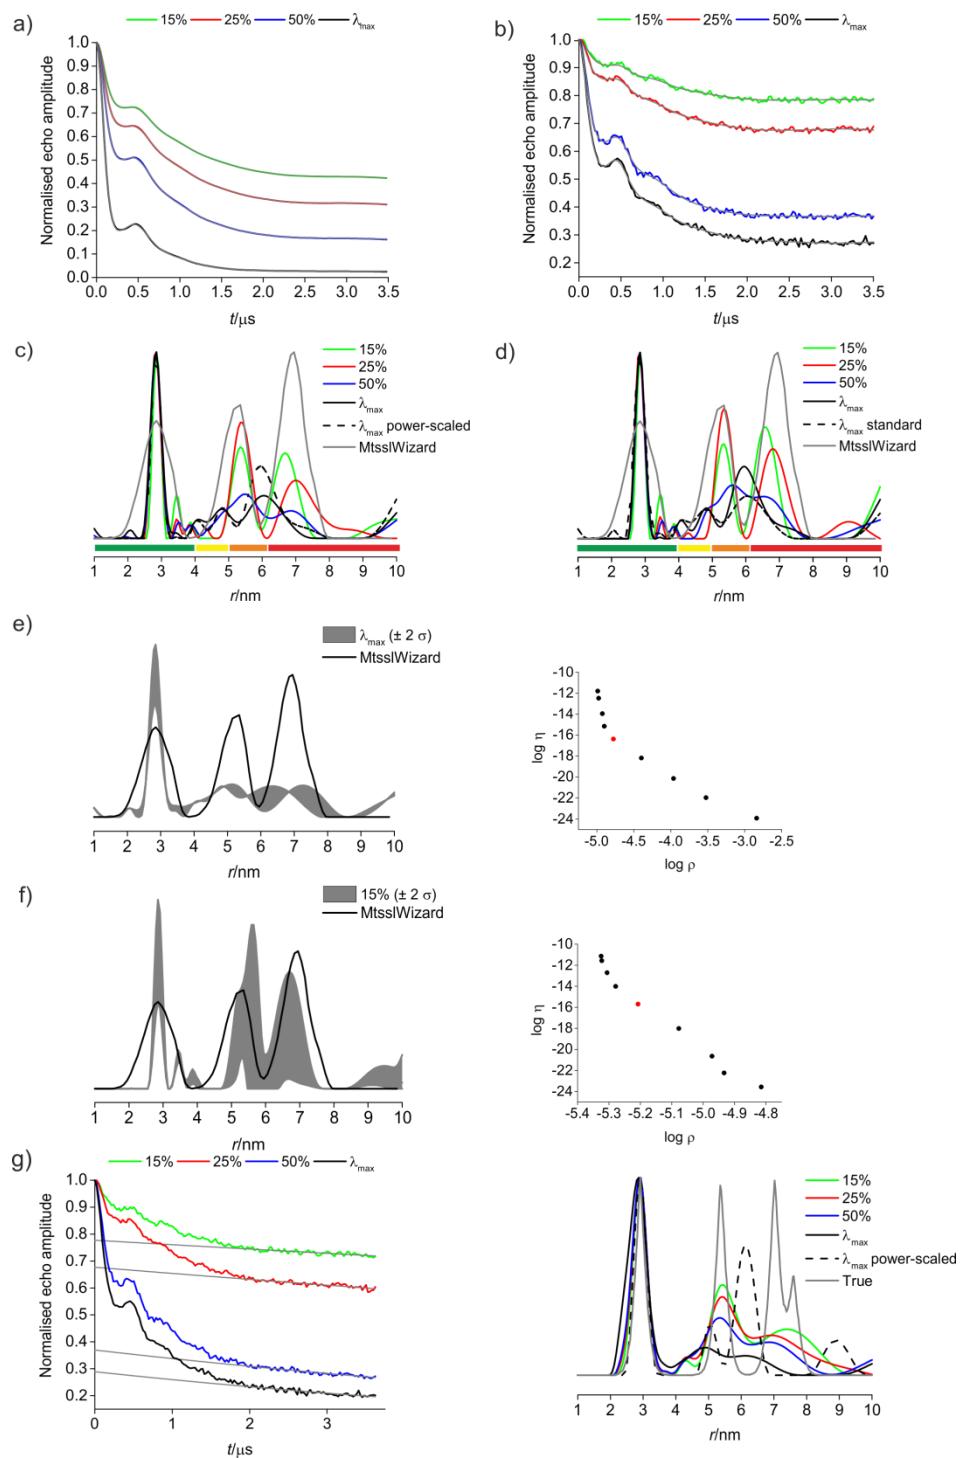 a)
15% 25% 50% λmax
Normalised echo amplitude
1.0
0.9
0.8
0.7
0.6
0.5
0.4
0.3
0.2
0.1
0.0
0.0 0.5 1.0 1.5 2.0 2.5 3.0 3.5
t/μs
b)
15% 25% 50% λmax
Normalised echo amplitude
1.0
0.9
0.8
0.7
0.6
0.5
0.4
0.3
0.2
0.0 0.5 1.0 1.5 2.0 2.5 3.0 3.5
t/μs
c)
15%
25%
50%
λmax
λmax power-scaled
MtsslWizard
1 2 3 4 5 6 7 8 9 10
r/nm
d)
15%
25%
50%
λmax
λmax standard
MtsslWizard
1 2 3 4 5 6 7 8 9 10
r/nm
e)
λmax (± 2 σ)
MtsslWizard
1 2 3 4 5 6 7 8 9 10
r/nm
log η
-10
-12
-14
-16
-18
-20
-22
-24
-5.0 -4.5 -4.0 -3.5 -3.0 -2.5
log ρ
f)
15% (± 2 σ)
MtsslWizard
1 2 3 4 5 6 7 8 9 10
r/nm
log η
-10
-12
-14
-16
-18
-20
-22
-24
-5.4 -5.3 -5.2 -5.1 -5.0 -4.9 -4.8
log ρ
g)
15% 25% 50% λmax
Normalised echo amplitude
1.0
0.9
0.8
0.7
0.6
0.5
0.4
0.3
0.2
0 1 2 3
t/μs
15%
25%
50%
λmax
λmax power-scaled
True
1 2 3 4 5 6 7 8 9 10
r/nm